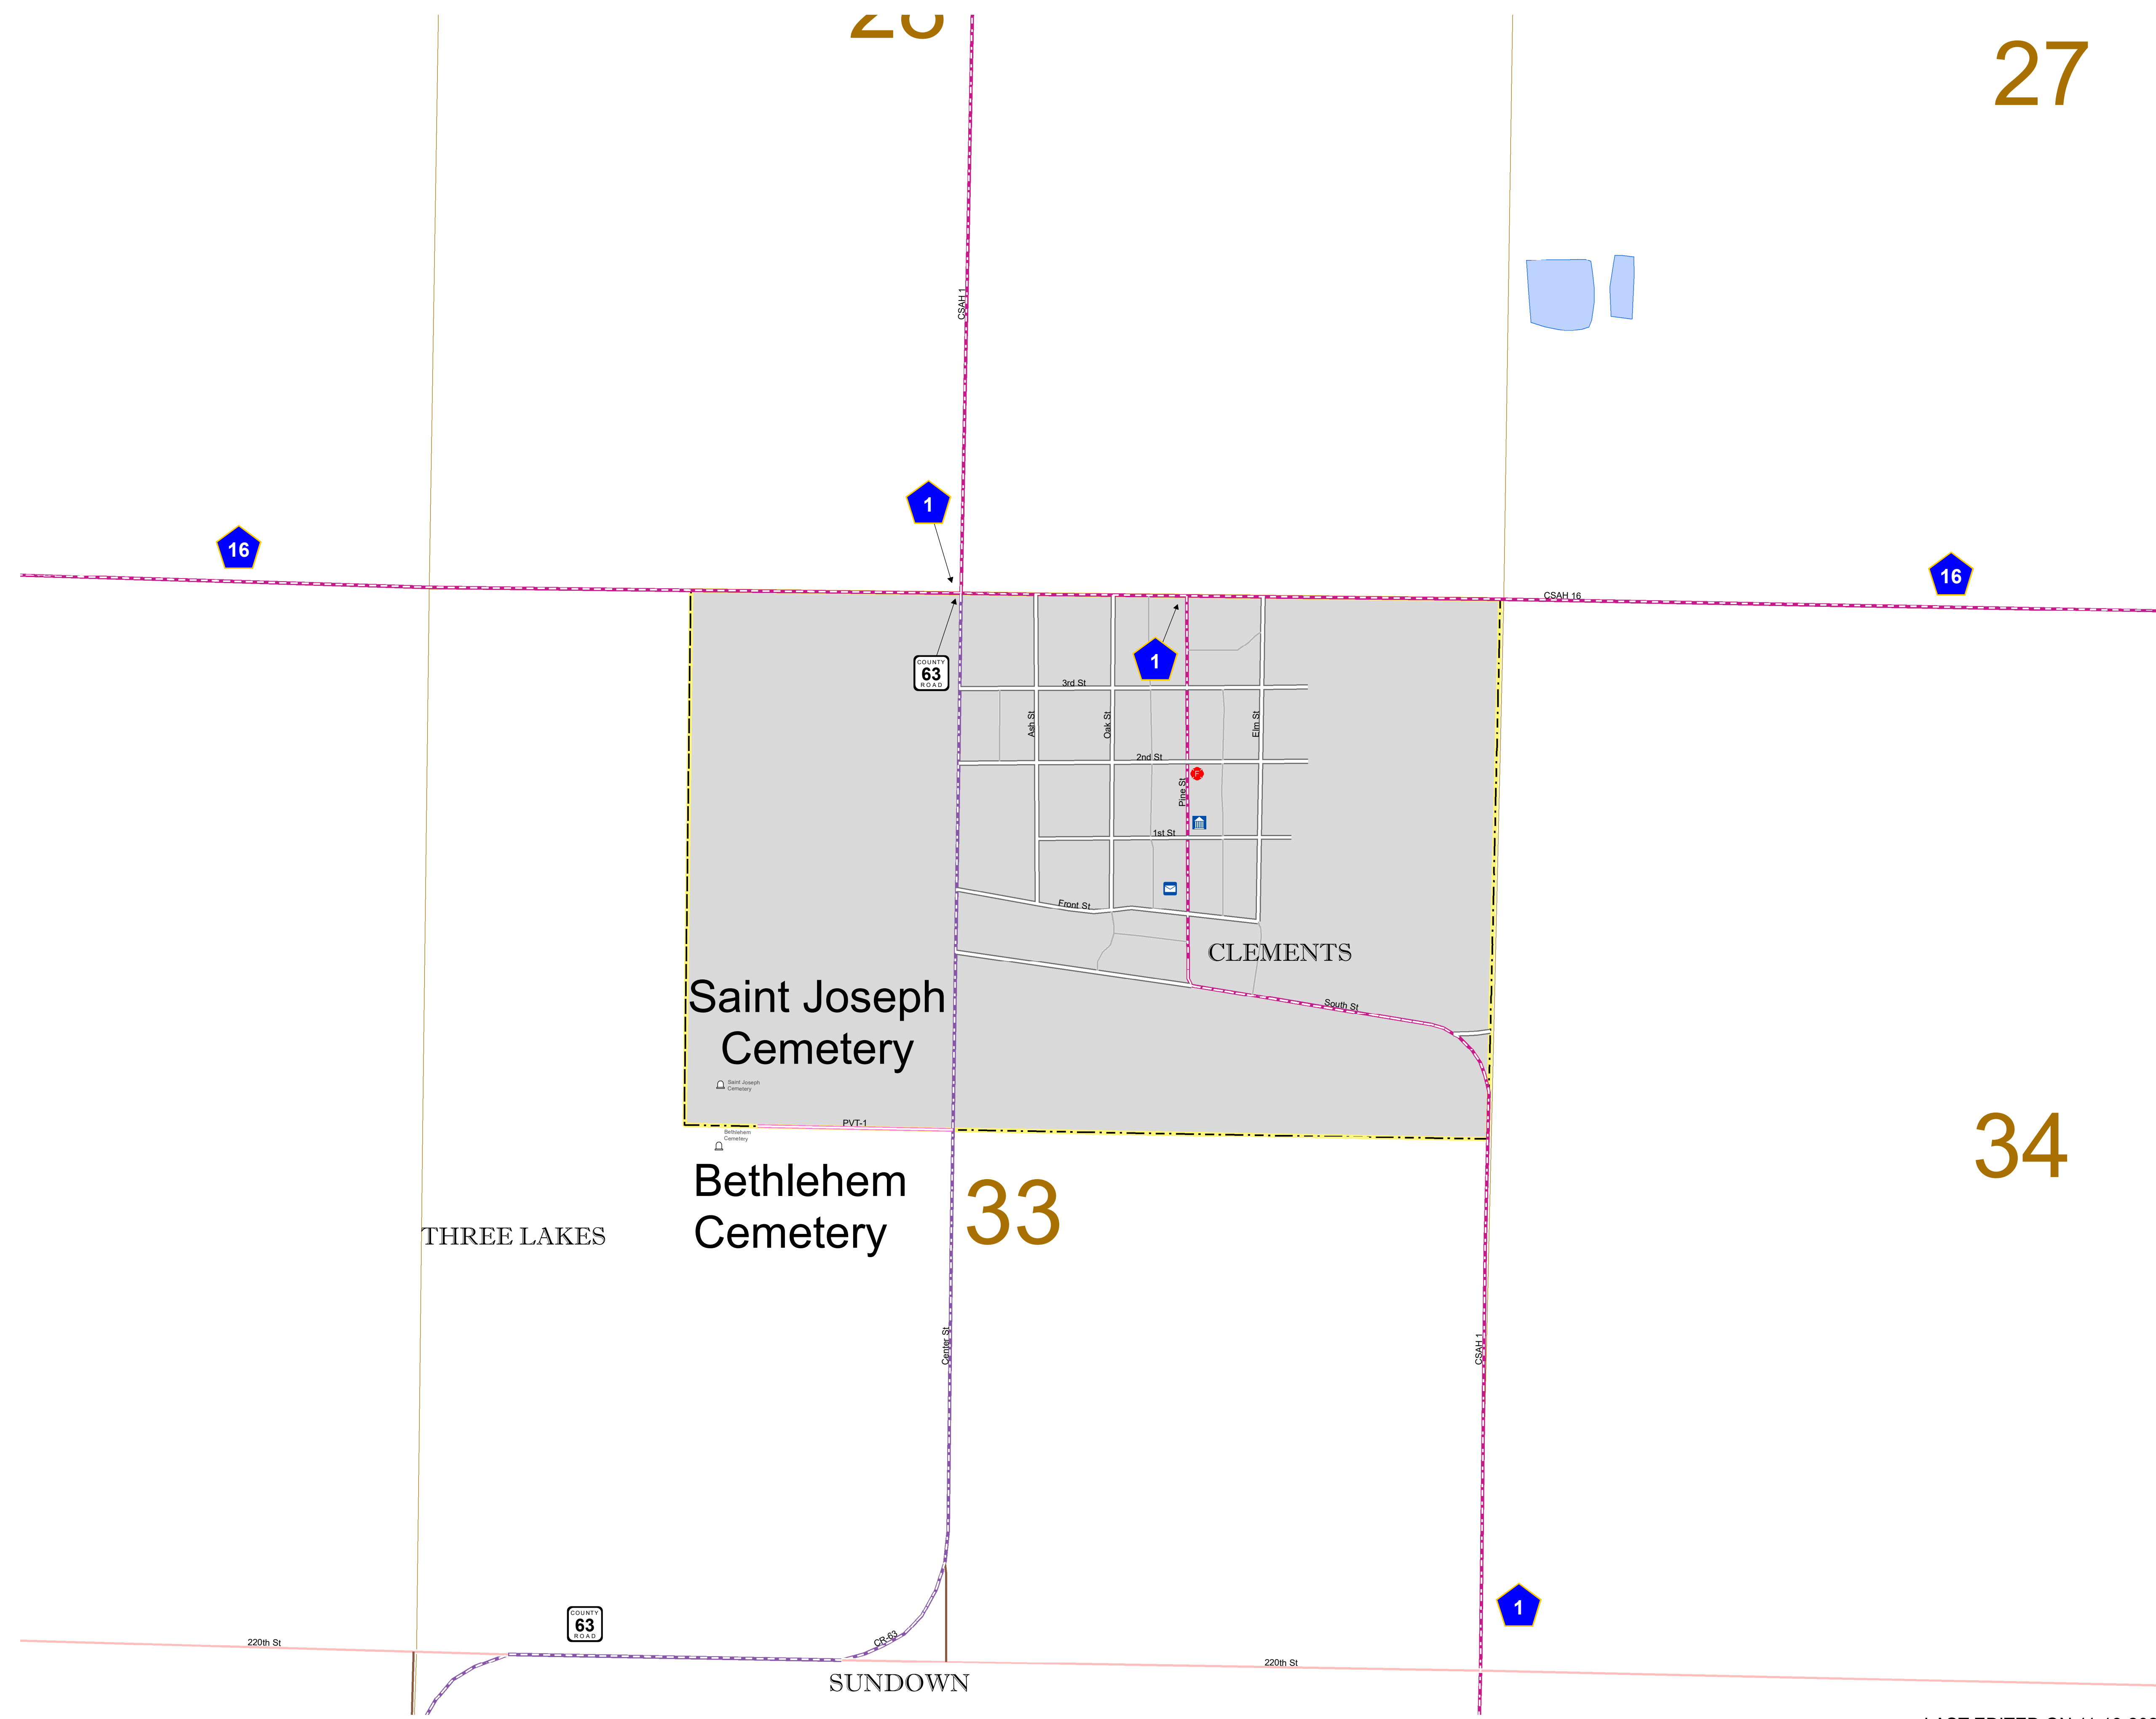 27
CSAH 1
1
16
16
CSAH 16
1
COUNTY
63
ROAD
3rd St
Ash St
Oak St
Elm St
2nd St
F
Pine St
1st St
Front St
CLEMENTS
Saint Joseph
Cemetery
South St
Saint Joseph
Cemetery
PVT-1
Bethlehem
Cemetery
34
Bethlehem
Cemetery
33
THREE LAKES
Center St
CSAH 1
1
COUNTY
63
ROAD
CR-63
220th St
220th St
SUNDOWN